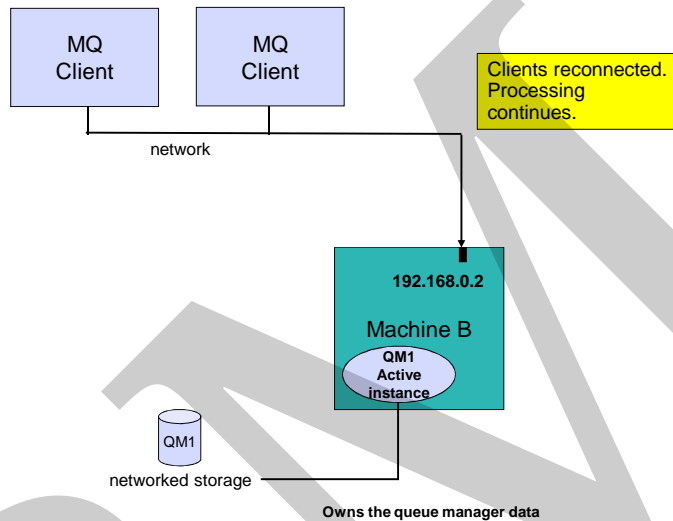 MQ
Client
MQ
Client
Clients reconnected.
Processing
continues.
network
192.168.0.2
Machine B
QM1
Active
instance
QM1
networked storage
Owns the queue manager data